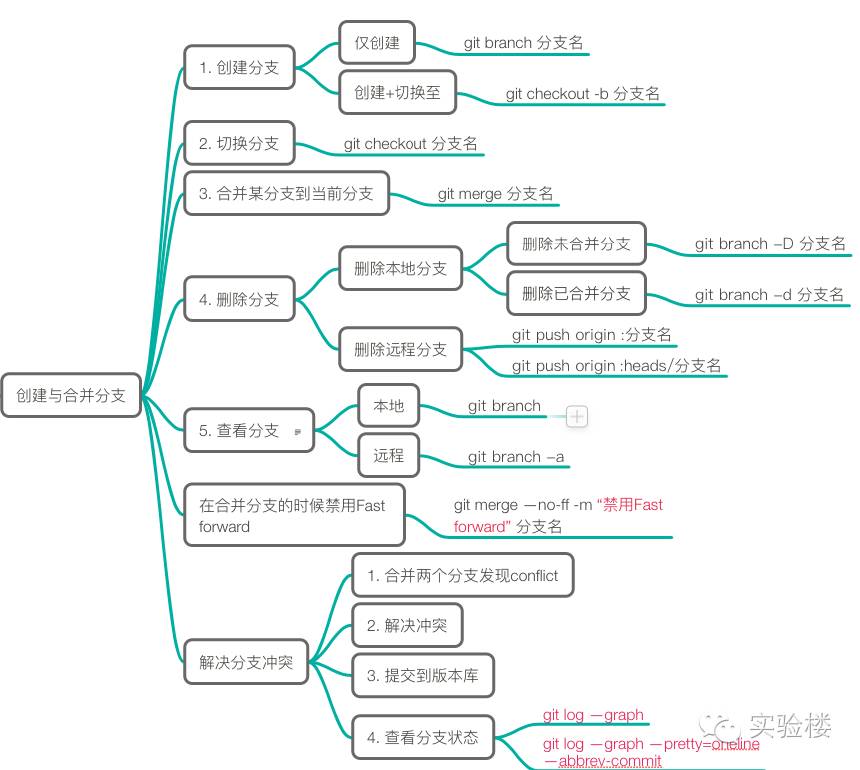 创建与合并分支
1. 创建分支
仅创建
git branch 分支名
创建+切换至
git checkout -b 分支名
2. 切换分支
git checkout 分支名
3. 合并某分支到当前分支
git merge 分支名
4. 删除分支
删除本地分支
删除未合并分支
git branch –D 分支名
删除已合并分支
git branch –d 分支名
删除远程分支
git push origin :分支名
git push origin :heads/分支名
5. 查看分支
本地
git branch
远程
git branch –a
在合并分支的时候禁用Fast
forward
git merge —no-ff -m “禁用Fast
forward” 分支名
解决分支冲突
1. 合并两个分支发现conflict
2. 解决冲突
3. 提交到版本库
4. 查看分支状态
git log —graph
git log —graph —pretty=oneline
—abbrev-commit
实验楼